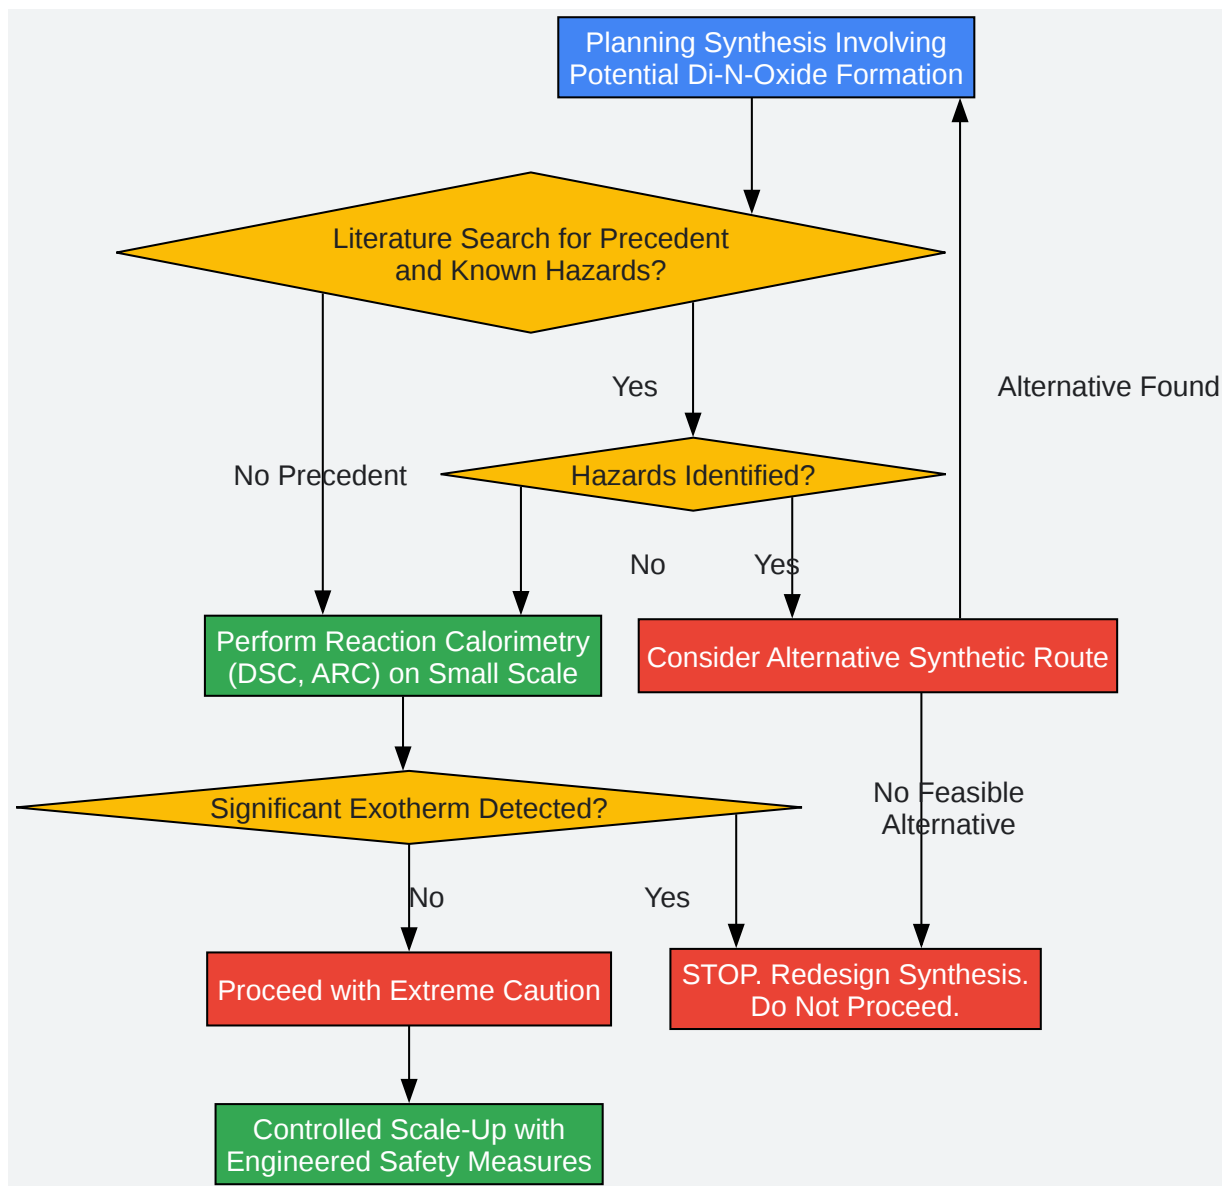 Planning Synthesis Involving
Potential Di-N-Oxide Formation
Literature Search for Precedent
and Known Hazards?
Yes
Alternative Found
No Precedent
Hazards Identified?
No
Yes
Perform Reaction Calorimetry
(DSC, ARC) on Small Scale
Consider Alternative Synthetic Route
Significant Exotherm Detected?
No Feasible
Alternative
No
Yes
Proceed with Extreme Caution
STOP. Redesign Synthesis.
Do Not Proceed.
Controlled Scale-Up with
Engineered Safety Measures